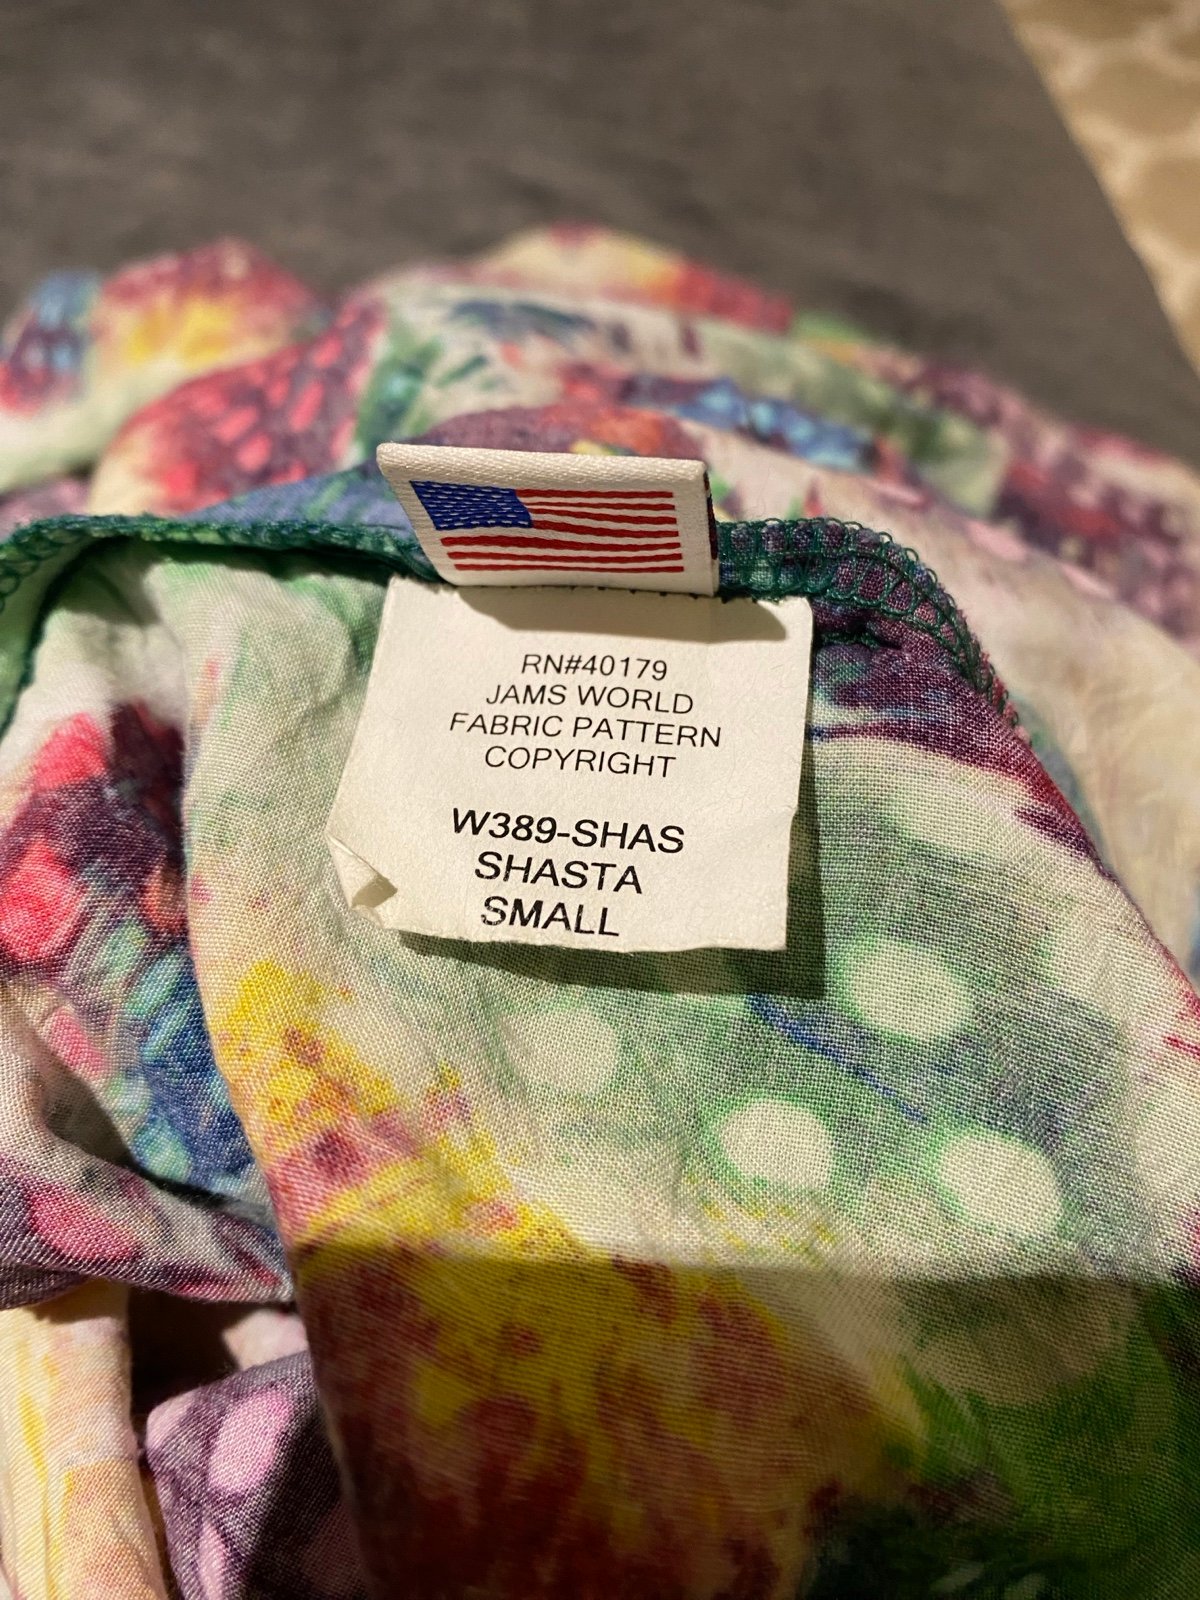 RN#40179
JAMS WORLD
FABRIC PATTERN
COPYRIGHT
W389-SHAS
SHASTA
SMALL